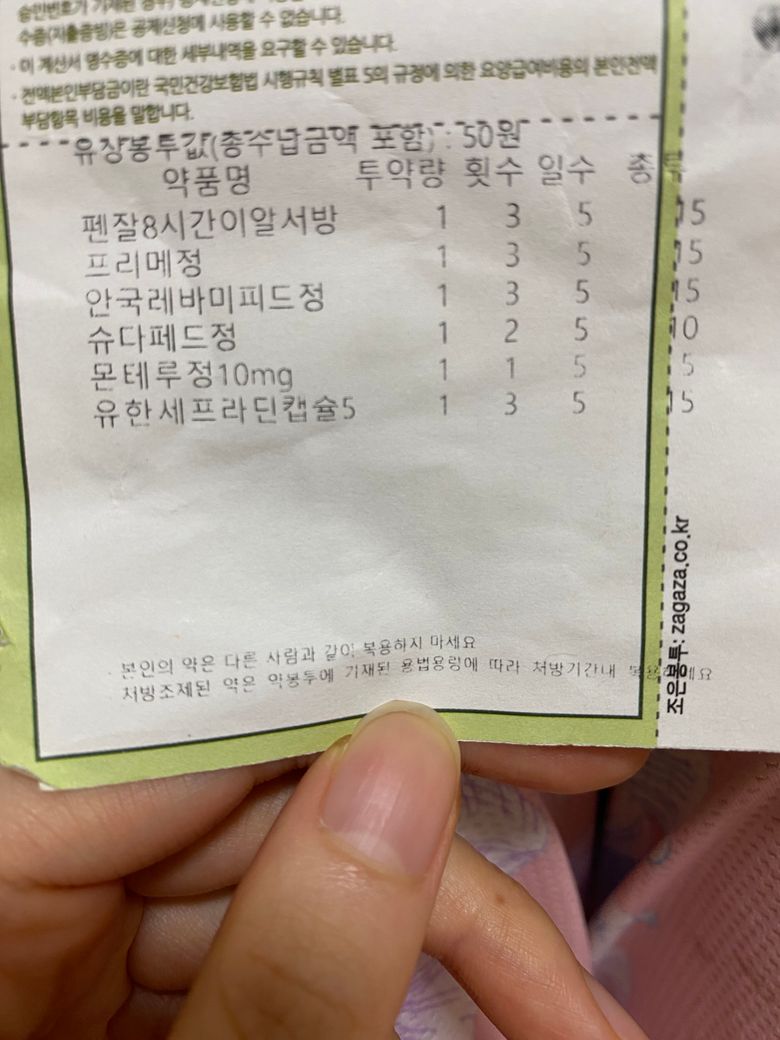 수증(지출증빙)은 공제신청에 사용할 수 없습니다.
· 이 계산서 영수증에 대한 세부내역을 요구할 수 있습니다.
· 전액본인부담금이란 국민건강보험법 시행규칙 별표 5의 규정에 의한 요양급여비용의 본인전액
부담항목 비용을 말합니다.
유상봉투값(총수납금액 포함) : 50원
약품명 투약량 횟수 일수 총투
펜잘8시간이알서방 1 3 5 15
프리메정 1 3 5 15
안국레바미피드정 1 3 5 15
슈다페드정 1 2 5 10
몬테루정10mg 1 1 5 5
유한세프라딘캡슐5 1 3 5 15
본인의 약은 다른 사람과 같이 복용하지 마세요
처방조제된 약은 약봉투에 기재된 용법용량에 따라 처방기간내 복용하세요
조은봉투: zagaza.co.kr